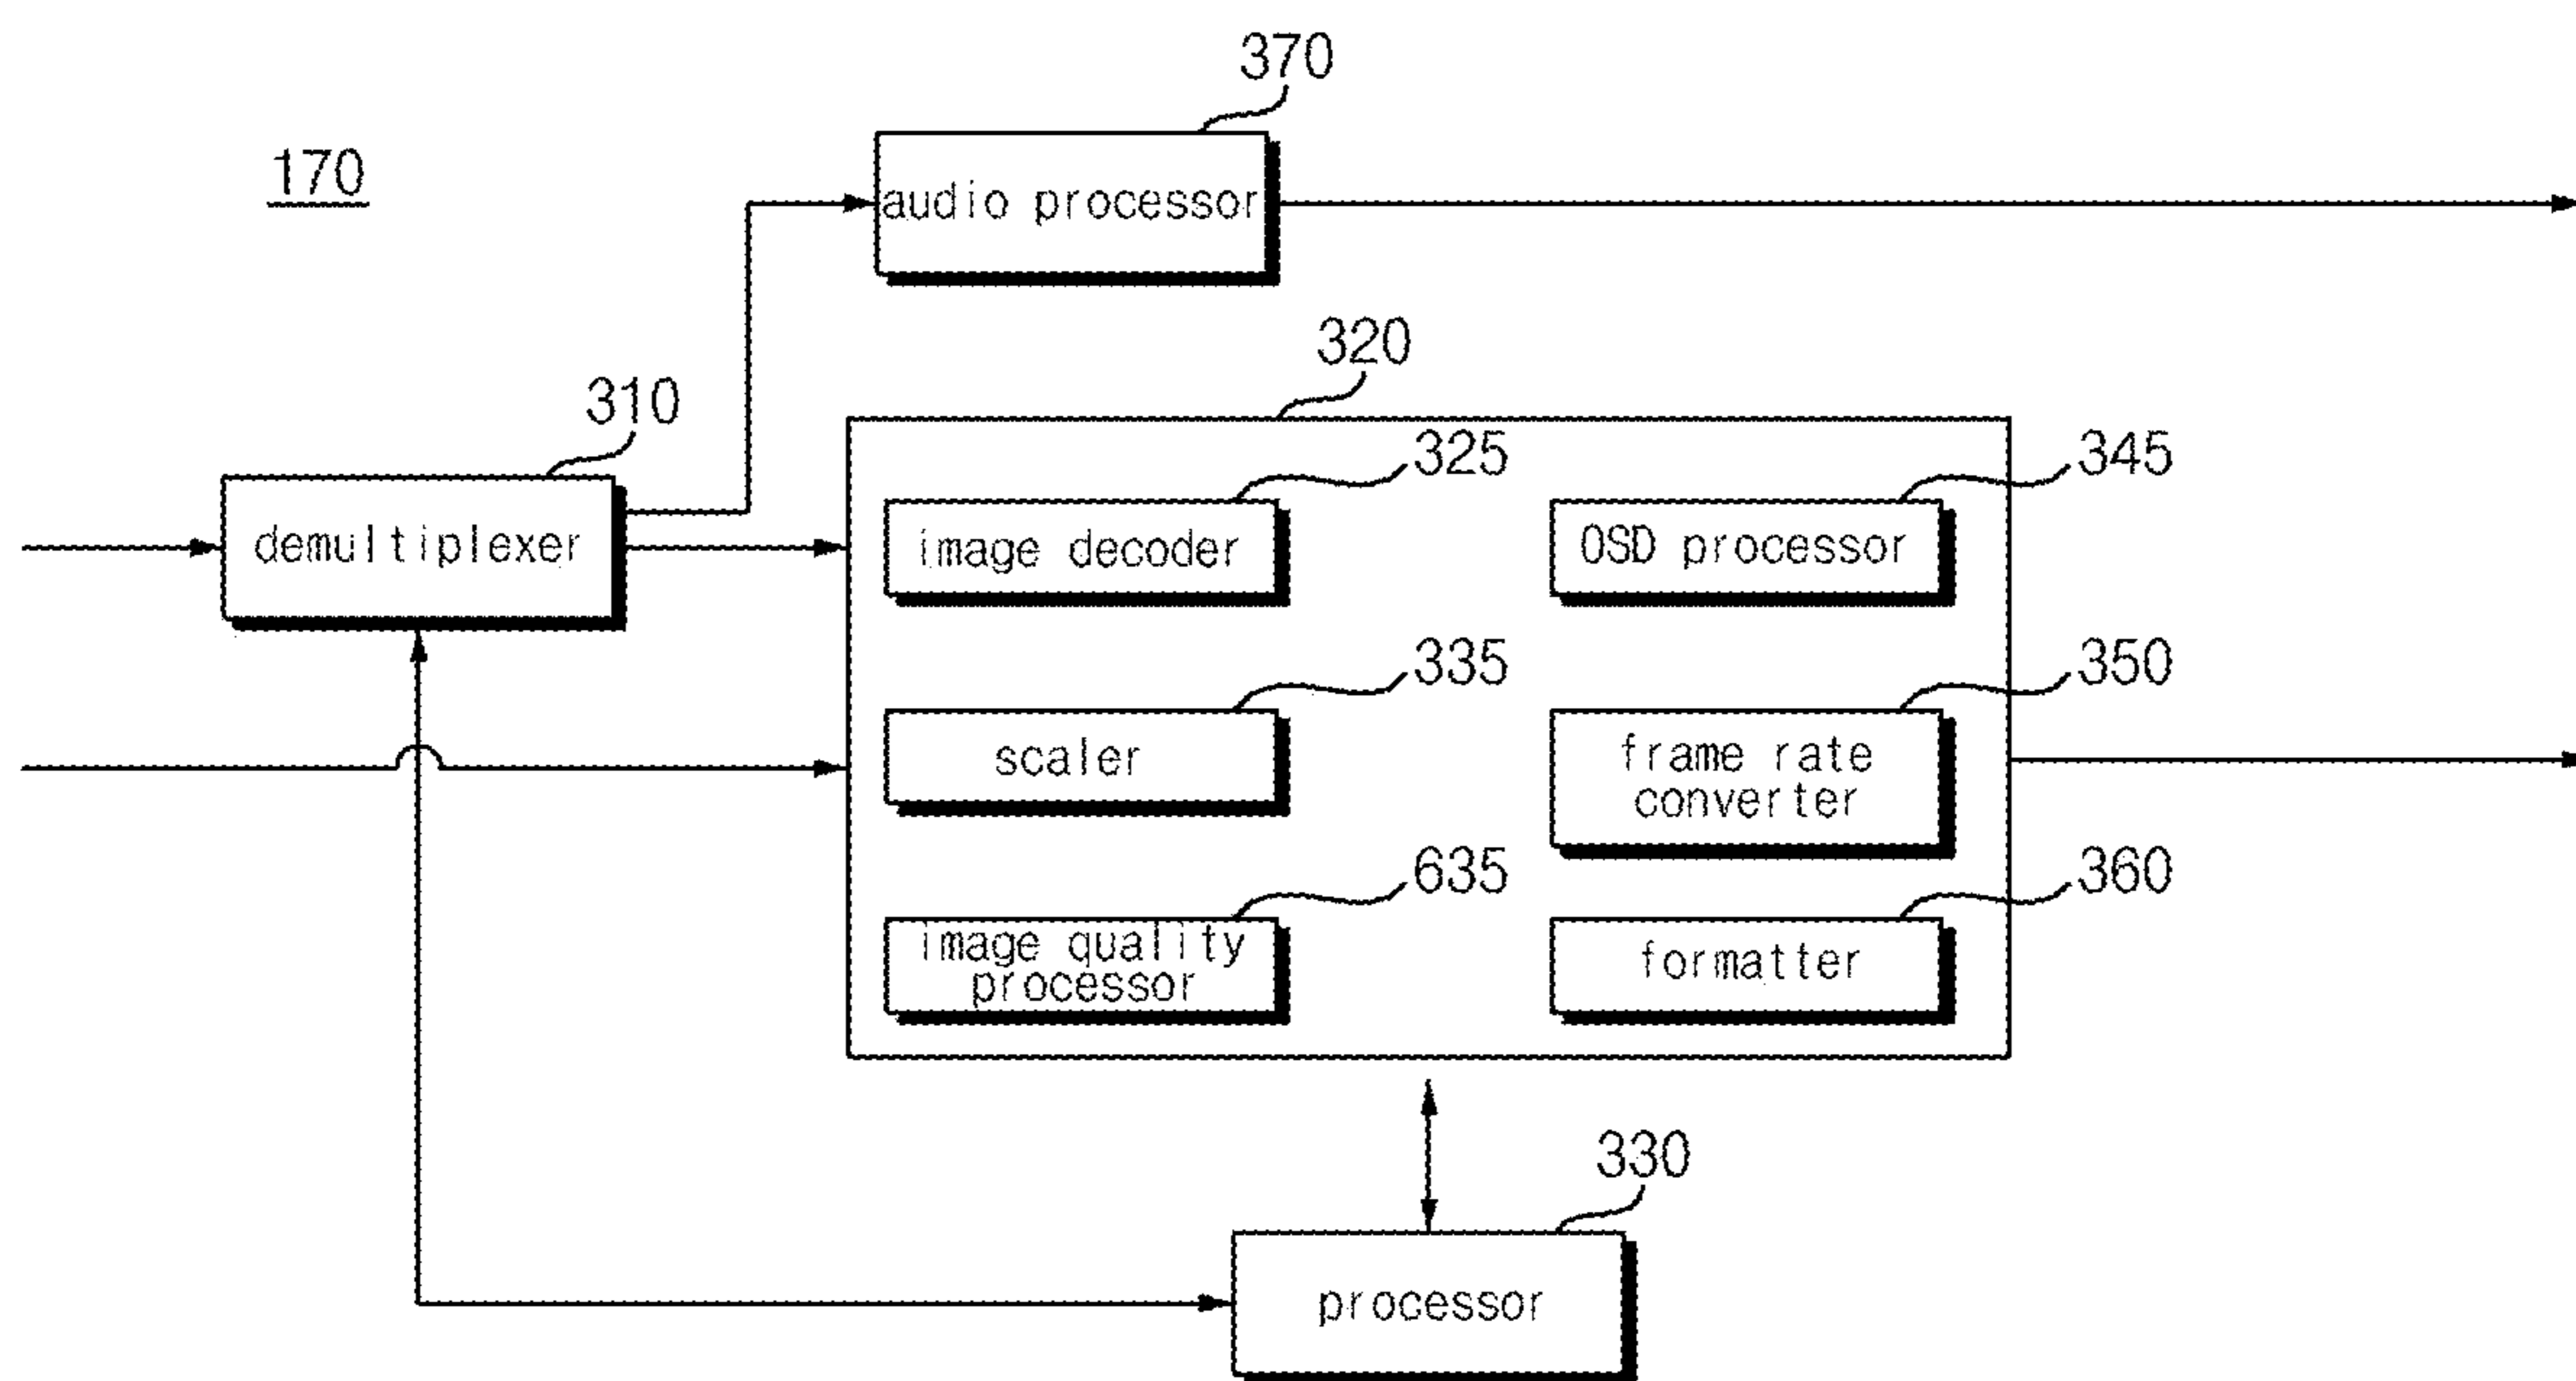 370
170
audio processor
320
310
325
345
demultiplexer
image decoder
OSD processor
335
350
scaler
frame rate
converter
635
360
image quality
processor
formatter
330
processor